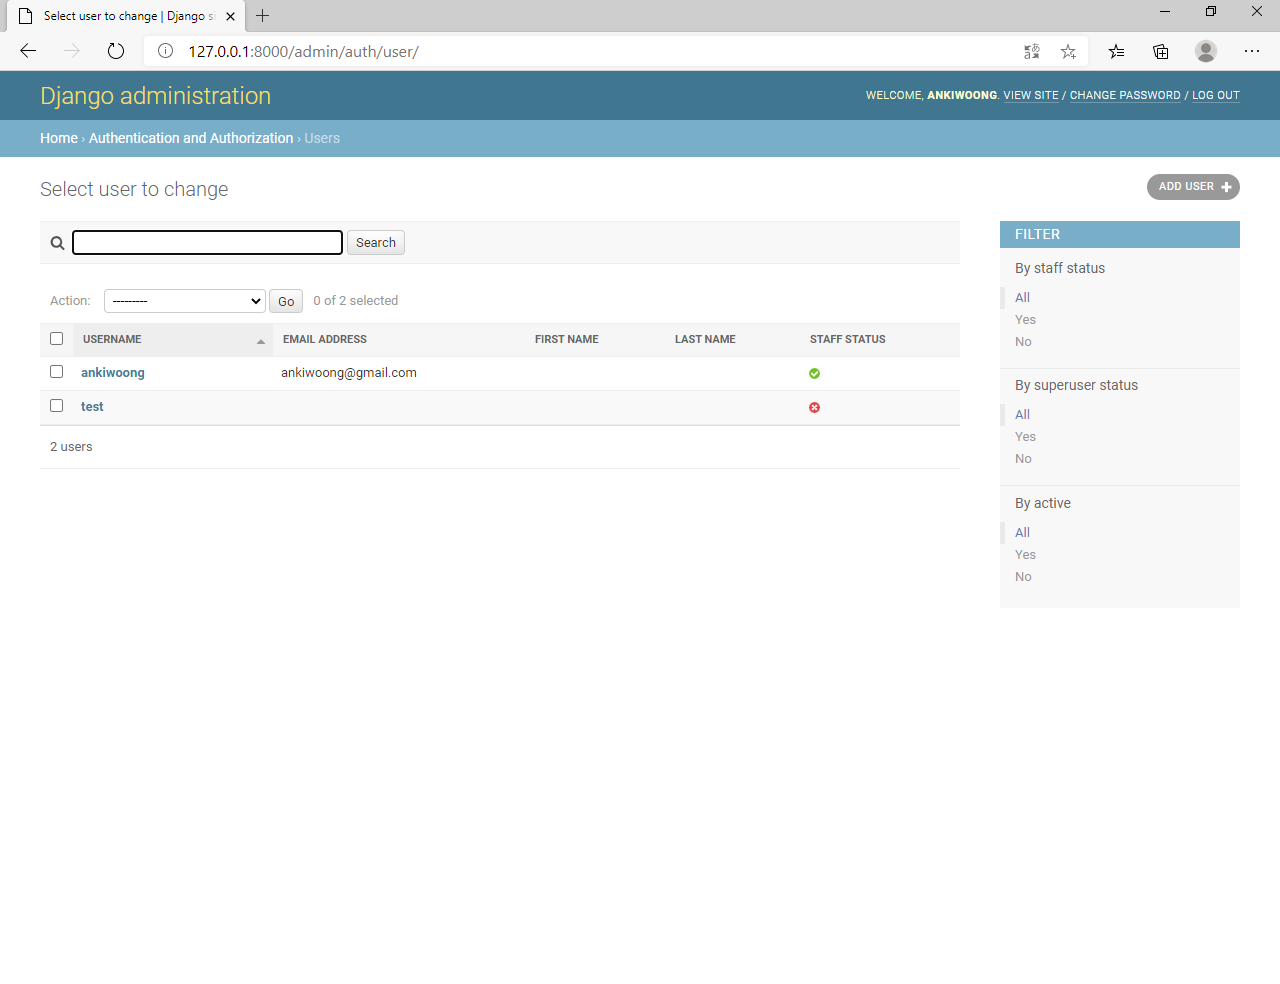 Select user to change | Django s
127.0.0.1:8000/admin/auth/user/
Django administration
WELCOME, ANKIWOONG. VIEW SITE / CHANGE PASSWORD / LOG OUT
Home › Authentication and Authorization › Users
Select user to change
ADD USER
Search
Action: --------- Go 0 of 2 selected
USERNAME EMAIL ADDRESS FIRST NAME LAST NAME STAFF STATUS
ankiwoong ankiwoong@gmail.com
test
2 users
FILTER
By staff status
All
Yes
No
By superuser status
All
Yes
No
By active
All
Yes
No